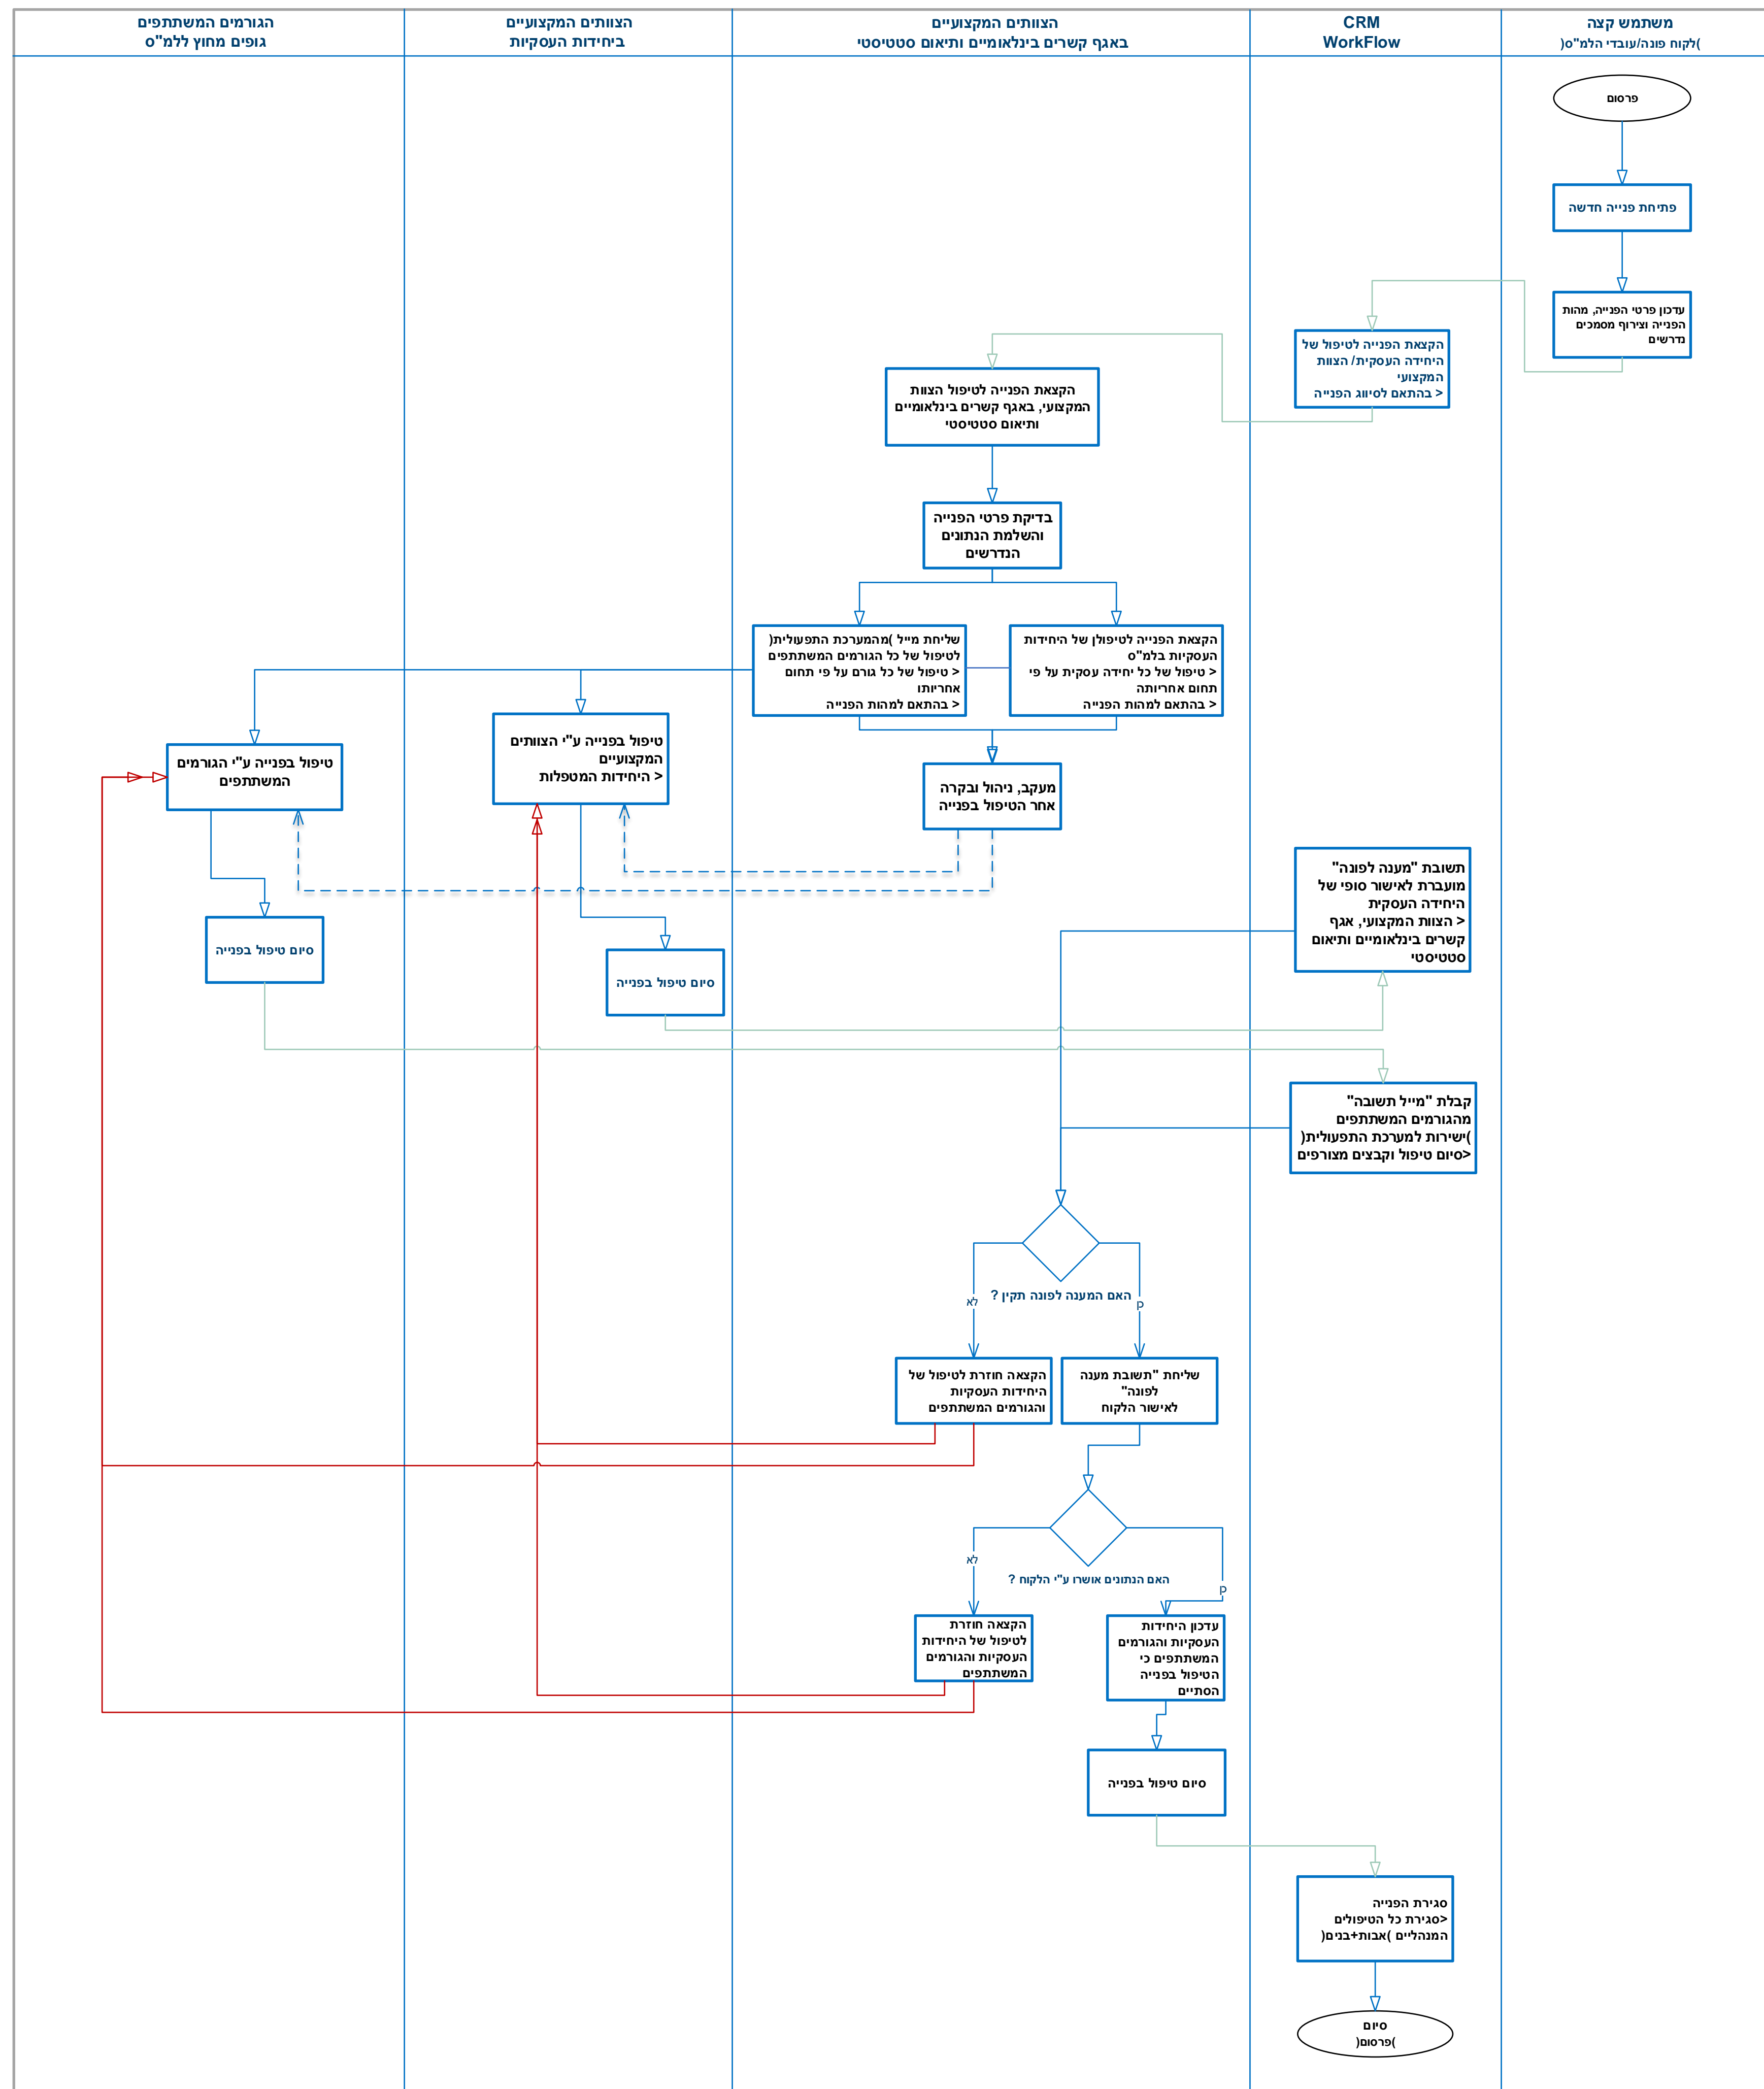 משתמש קצה
)לקוח פונה/עובדי הלמ"ס(
CRM
WorkFlow
הצוותים המקצועיים
באגף קשרים בינלאומיים ותיאום סטטיסטי
הצוותים המקצועיים
ביחידות העסקיות
הגורמים המשתתפים
גופים מחוץ ללמ"ס
פרסום
פתיחת פנייה חדשה
עדכון פרטי הפנייה, מהות
הפנייה וצירוף מסמכים
נדרשים
הקצאת הפנייה לטיפול של
היחידה העסקית/ הצוות
המקצועי
> בהתאם לסיווג הפנייה
הקצאת הפנייה לטיפול הצוות
המקצועי, באגף קשרים בינלאומיים
ותיאום סטטיסטי
בדיקת פרטי הפנייה
והשלמת הנתונים
הנדרשים
הקצאת הפנייה לטיפולן של היחידות
העסקיות בלמ"ס
> טיפול של כל יחידה עסקית על פי
תחום אחריותה
> בהתאם למהות הפנייה
שליחת מייל )מהמערכת התפעולית(
לטיפול של כל הגורמים המשתתפים
> טיפול של כל גורם על פי תחום
אחריותו
> בהתאם למהות הפנייה
טיפול בפנייה ע"י הצוותים
המקצועיים
> היחידות המטפלות
טיפול בפנייה ע"י הגורמים
המשתתפים
מעקב, ניהול ובקרה
אחר הטיפול בפנייה
תשובת "מענה לפונה"
מועברת לאישור סופי של
היחידה העסקית
> הצוות המקצועי, אגף
קשרים בינלאומיים ותיאום
סטטיסטי
סיום טיפול בפנייה
סיום טיפול בפנייה
קבלת "מייל תשובה"
מהגורמים המשתתפים
)ישירות למערכת התפעולית(
>סיום טיפול וקבצים מצורפים
האם המענה לפונה תקין ?
כן
לא
שליחת "תשובת מענה
לפונה"
לאישור הלקוח
הקצאה חוזרת לטיפול של
היחידות העסקיות
והגורמים המשתתפים
האם הנתונים אושרו ע"י הלקוח ?
כן
לא
עדכון היחידות
העסקיות והגורמים
המשתתפים כי
הטיפול בפנייה
הסתיים
הקצאה חוזרת
לטיפול של היחידות
העסקיות והגורמים
המשתתפים
סיום טיפול בפנייה
סגירת הפנייה
>סגירת כל הטיפולים
המנהליים )אבות+בנים(
סיום
)פרסום(